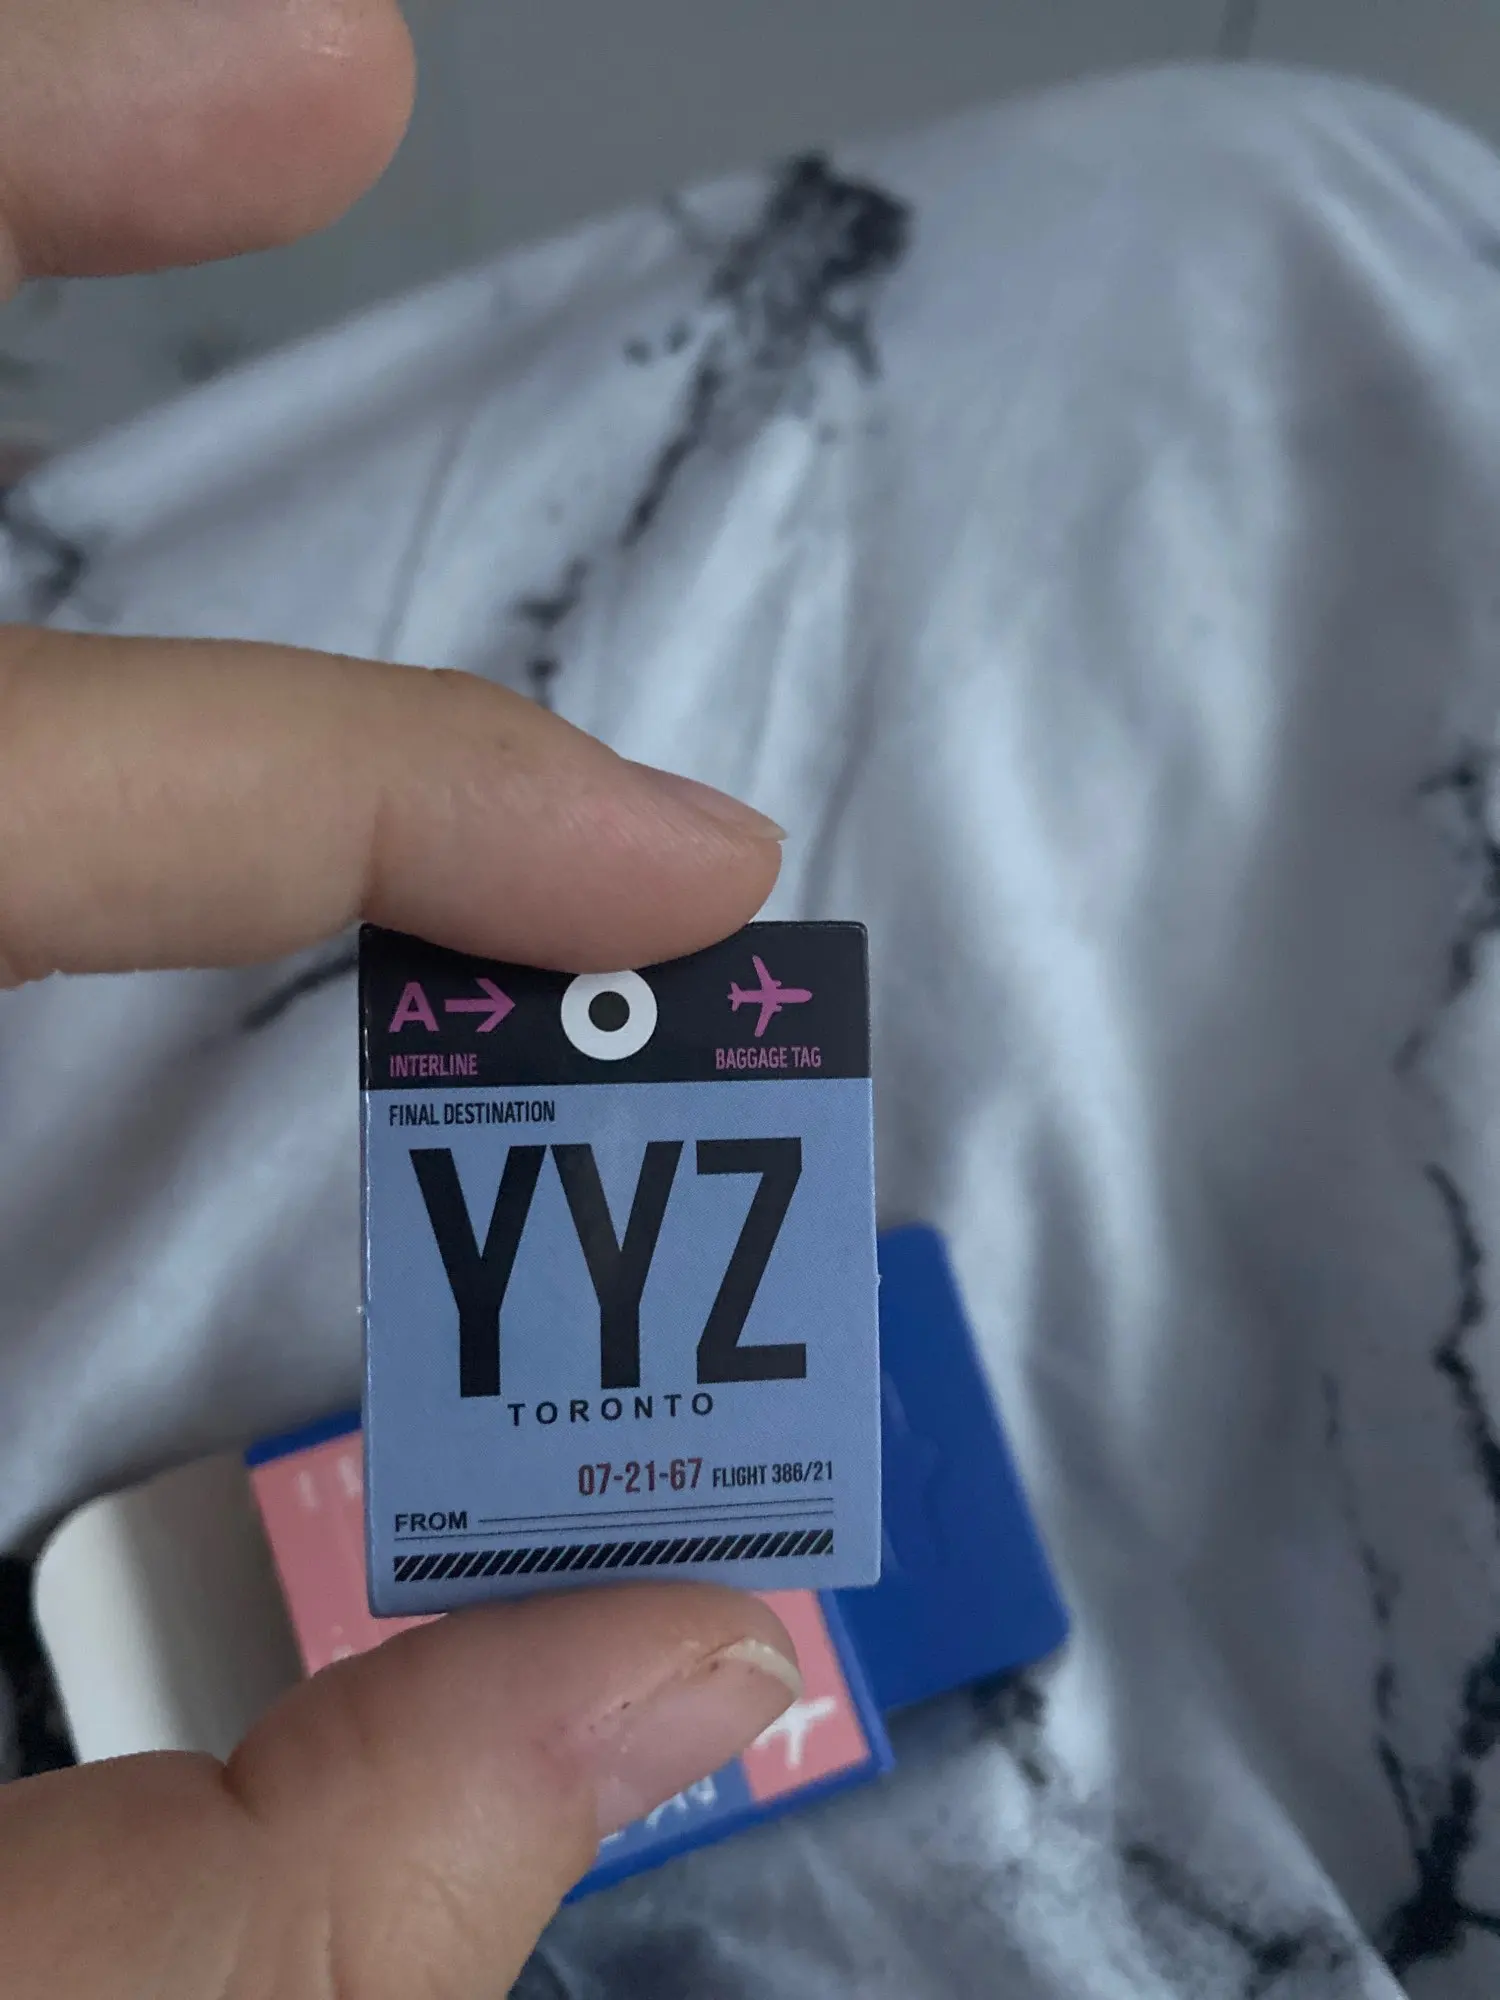 A
INTERLINE
BAGGAGE TAG
FINAL DESTINATION
YYZ
TORONTO
07-21-67 FLIGHT 386/21
FROM